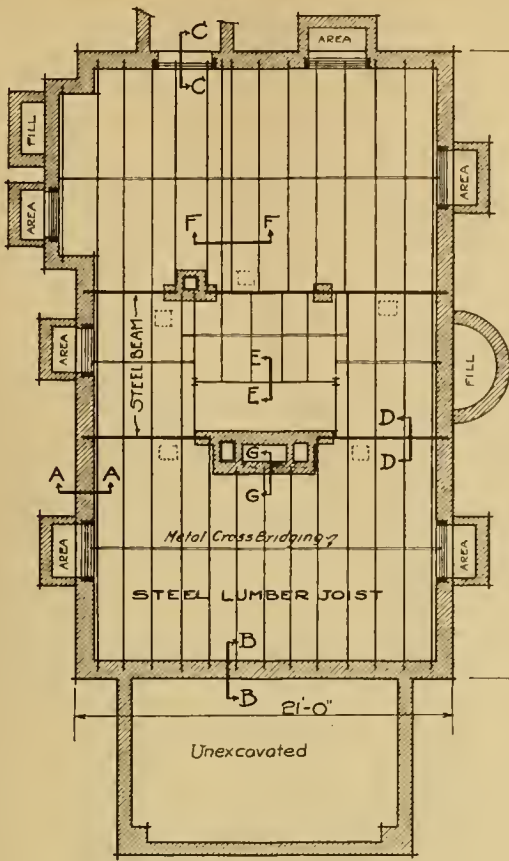 C
AREA
C
FILL
AREA
AREA
F F
STEEL BEAM
AREA
FILL
E
E
D
G
D
A A
G
AREA
Metal Cross Bridging
AREA
STEEL LUMBER JOIST
B
B
21'-0"
Unexcavated